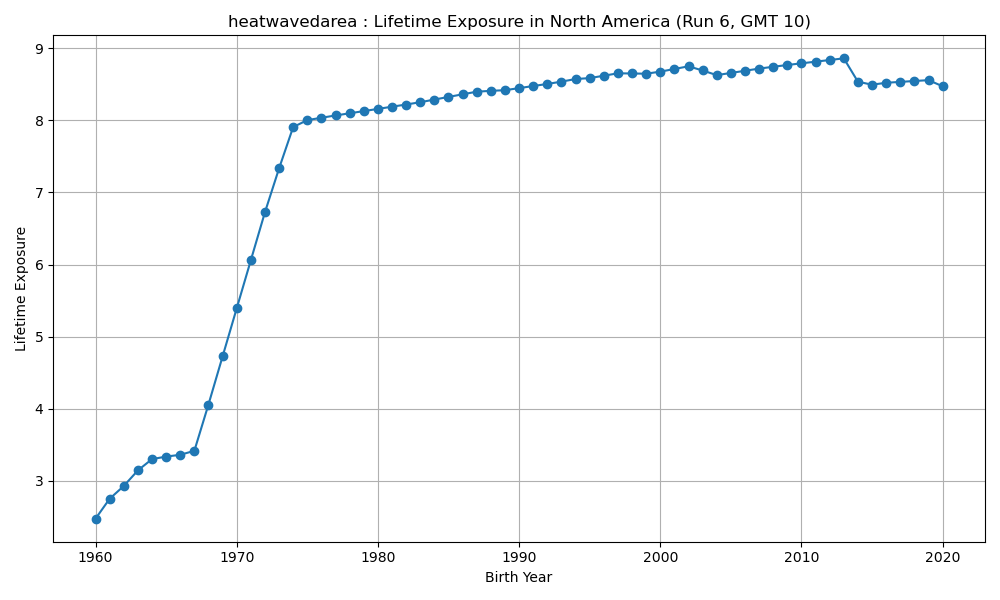 heatwavedarea : Lifetime Exposure in North America (Run 6, GMT 10)
Lifetime Exposure
9
8
7
6
5
4
3
1960 1970 1980 1990 2000 2010 2020
Birth Year